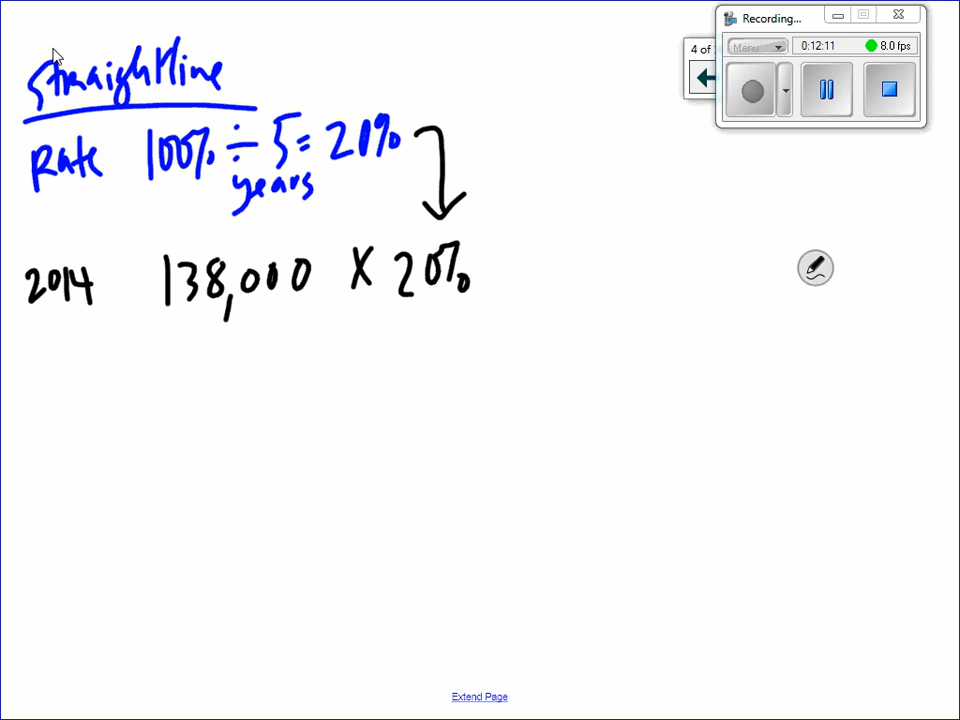 Recording...
4 of
Menu
0:12:11
8.0 fps
Straightline
Rate 100% ÷ 5 = 20%
years
2014 138,000 X 20%
Extend Page